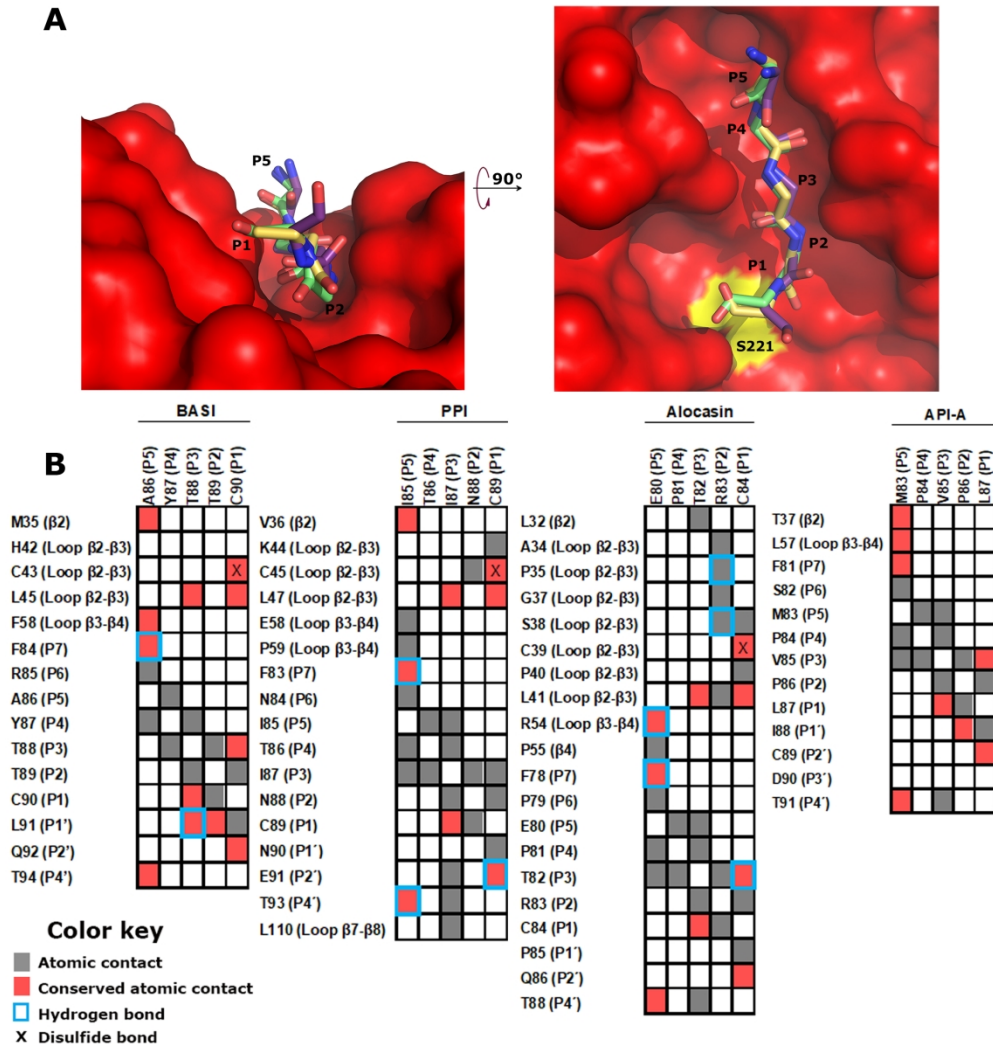 A
P5
P1
P2
90°
P5
P4
P3
P2
P1
S221
B
BASI
A86 (P5)
Y87 (P4)
T88 (P3)
T89 (P2)
C90 (P1)
M35 (β2)
H42 (Loop β2-β3)
C43 (Loop β2-β3)
X
L45 (Loop β2-β3)
F58 (Loop β3-β4)
F84 (P7)
R85 (P6)
A86 (P5)
Y87 (P4)
T88 (P3)
T89 (P2)
C90 (P1)
L91 (P1')
Q92 (P2')
T94 (P4')
PPI
I85 (P5)
T86 (P4)
I87 (P3)
N88 (P2)
C89 (P1)
V36 (β2)
K44 (Loop β2-β3)
C45 (Loop β2-β3)
X
L47 (Loop β2-β3)
E58 (Loop β3-β4)
P59 (Loop β3-β4)
F83 (P7)
N84 (P6)
I85 (P5)
T86 (P4)
I87 (P3)
N88 (P2)
C89 (P1)
N90 (P1´)
E91 (P2´)
T93 (P4´)
L110 (Loop β7-β8)
Alocasin
E80 (P5)
P81 (P4)
T82 (P3)
R83 (P2)
C84 (P1)
L32 (β2)
A34 (Loop β2-β3)
P35 (Loop β2-β3)
G37 (Loop β2-β3)
S38 (Loop β2-β3)
C39 (Loop β2-β3)
X
P40 (Loop β2-β3)
L41 (Loop β2-β3)
R54 (Loop β3-β4)
P55 (β4)
F78 (P7)
P79 (P6)
E80 (P5)
P81 (P4)
T82 (P3)
R83 (P2)
C84 (P1)
P85 (P1´)
Q86 (P2´)
T88 (P4´)
API-A
M83 (P5)
P84 (P4)
V85 (P3)
P86 (P2)
L87 (P1)
T37 (β2)
L57 (Loop β3-β4)
F81 (P7)
S82 (P6)
M83 (P5)
P84 (P4)
V85 (P3)
P86 (P2)
L87 (P1)
I88 (P1´)
C89 (P2´)
D90 (P3´)
T91 (P4´)
Color key
Atomic contact
Conserved atomic contact
Hydrogen bond
X Disulfide bond